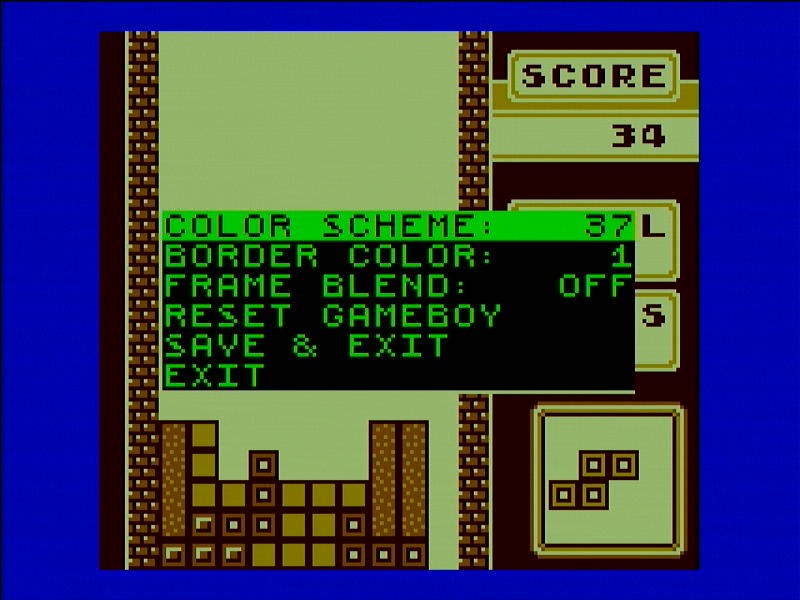 SCORE
34
COLOR SCHEME: 37
L
BORDER COLOR: 1
FRAME BLEND: OFF
RESET GAMEBOY
S
SAVE & EXIT
EXIT